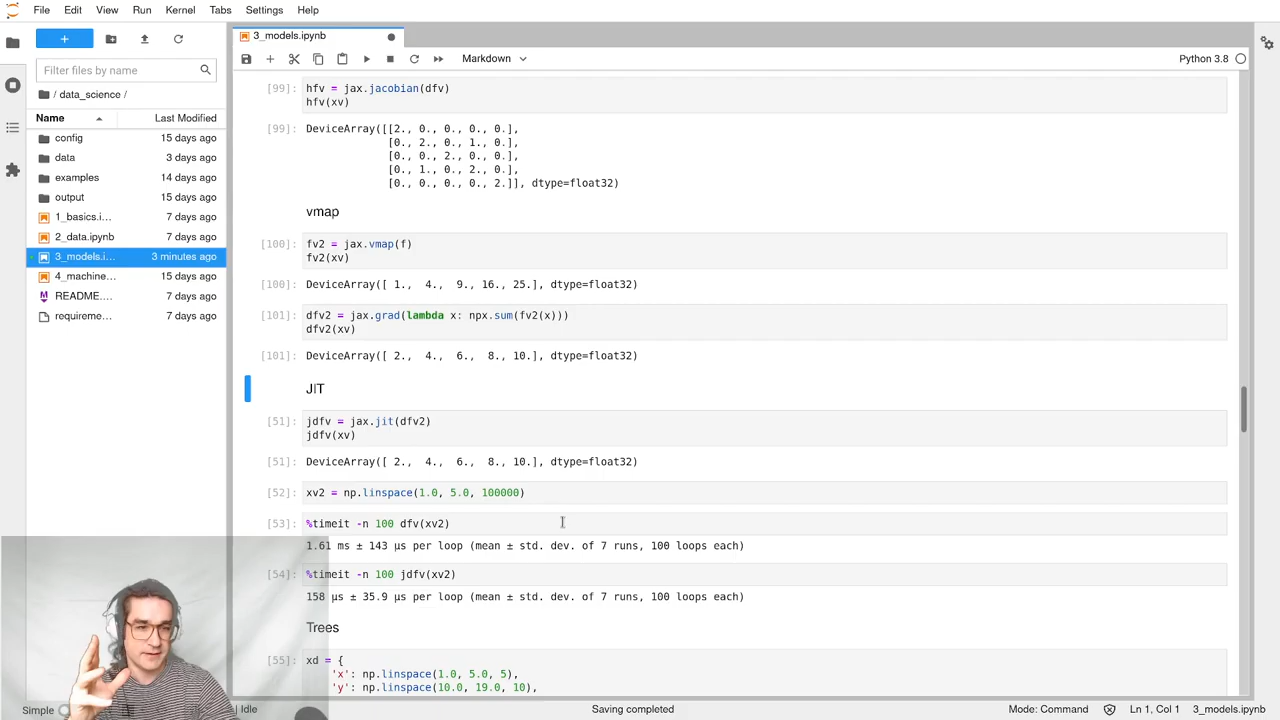 File Edit View Run Kernel Tabs Settings Help
3_models.ipynb
Filter files by name
/ data_science /
Name Last Modified
config 15 days ago
data 3 days ago
examples 14 days ago
output 15 days ago
1_basics.i… 7 days ago
2_data.ipynb 7 days ago
3_models.i… 3 minutes ago
4_machine… 15 days ago
README.… 7 days ago
requireme… 7 days ago
Markdown
Python 3.8
[99]: hfv = jax.jacobian(dfv)
hfv(xv)
[99]: DeviceArray([[2., 0., 0., 0., 0.],
[0., 2., 0., 1., 0.],
[0., 0., 2., 0., 0.],
[0., 1., 0., 2., 0.],
[0., 0., 0., 0., 2.]], dtype=float32)
vmap
[100]: fv2 = jax.vmap(f)
fv2(xv)
[100]: DeviceArray([ 1., 4., 9., 16., 25.], dtype=float32)
[101]: dfv2 = jax.grad(lambda x: npx.sum(fv2(x)))
dfv2(xv)
[101]: DeviceArray([ 2., 4., 6., 8., 10.], dtype=float32)
JIT
[51]: jdfv = jax.jit(dfv2)
jdfv(xv)
[51]: DeviceArray([ 2., 4., 6., 8., 10.], dtype=float32)
[52]: xv2 = np.linspace(1.0, 5.0, 100000)
[53]: %timeit -n 100 dfv(xv2)
1.61 ms ± 143 µs per loop (mean ± std. dev. of 7 runs, 100 loops each)
[54]: %timeit -n 100 jdfv(xv2)
158 µs ± 35.9 µs per loop (mean ± std. dev. of 7 runs, 100 loops each)
Trees
[55]: xd = {
'x': np.linspace(1.0, 5.0, 5),
'y': np.linspace(10.0, 19.0, 10),
Simple
| Idle
Saving completed
Mode: Command
Ln 1, Col 1
3_models.ipynb